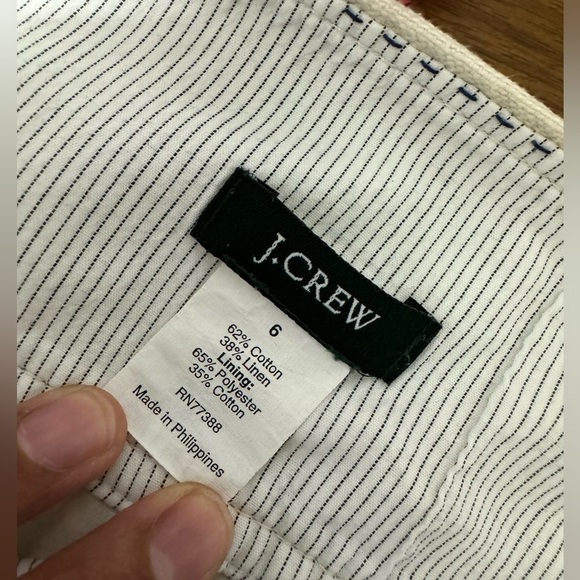 J.CREW
6
62% Cotton
38% Linen
Lining:
65% Polyester
35% Cotton
RN77388
Made in Philippines